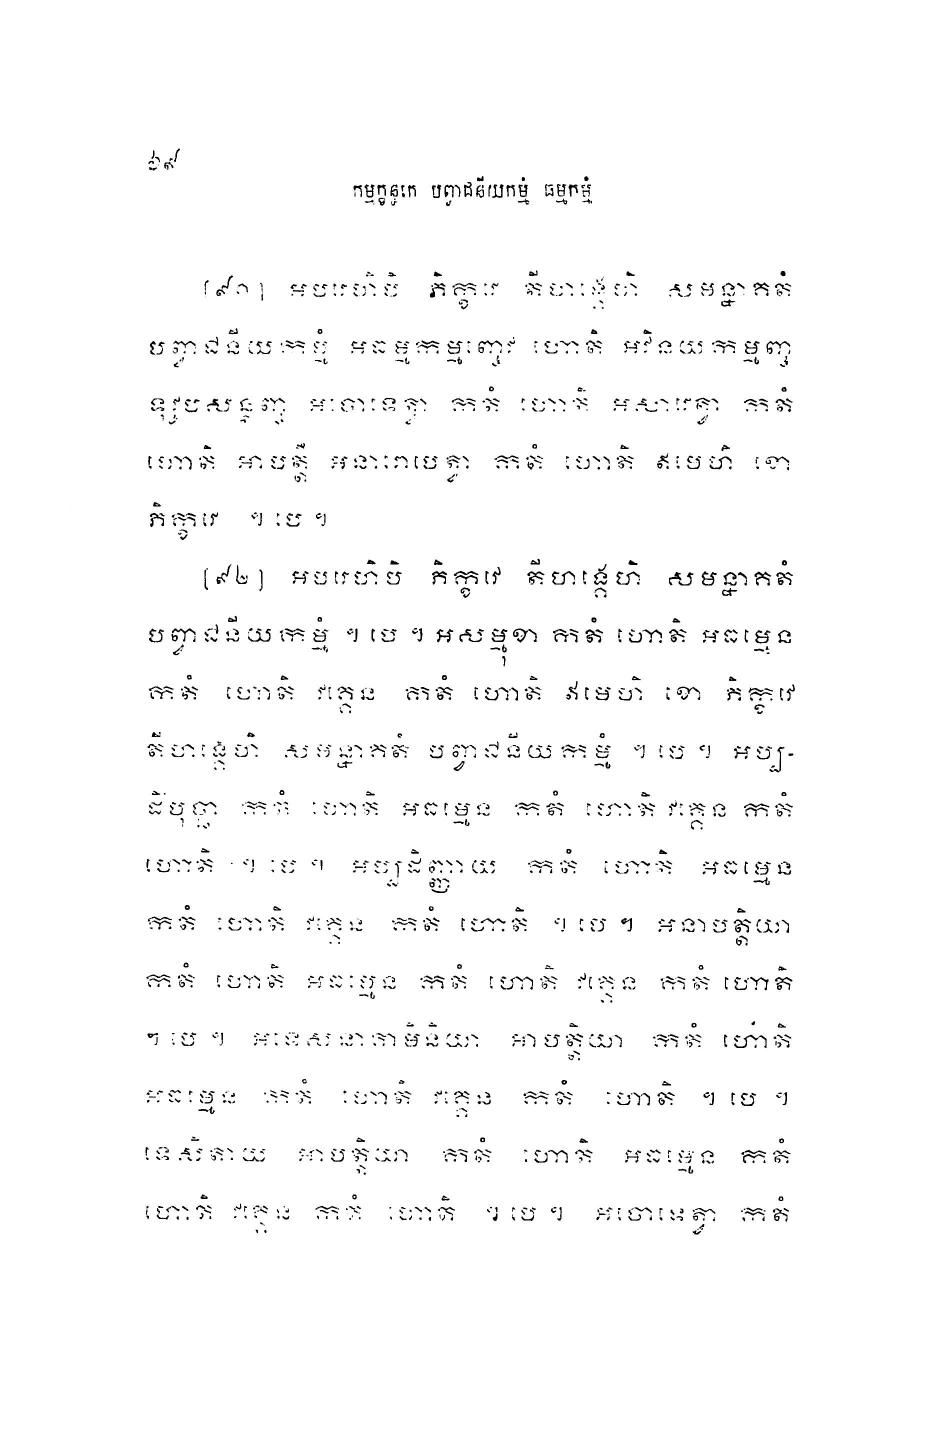 ៦៩
កម្មក្ខន្ធកេ បព្វាជនីយកម្មំ ធម្មកម្មំ
[៩១] អបរេហិបិ ភិក្ខវេ តីហង្គេហិ សមន្នាគតំ
បព្វាជនីយកម្មំ អធម្មកម្មញ្ចេវ ហោតិ អវិនយកម្មញ្ច
ទុវូបសន្តញ្ច អចោទេត្វា កតំ ហោតិ អសារេត្វា កតំ
ហោតិ អាបត្តឹ អនារោបេត្វា កតំ ហោតិ ឥមេហិ ខោ
ភិក្ខវេ ។ បេ ។
[៩២] អបរេហិបិ ភិក្ខវេ តីហង្គេហិ សមន្នាគតំ
បព្វាជនីយកម្មំ ។ បេ ។ អសម្មុខា កតំ ហោតិ អធម្មេន
កតំ ហោតិ វគ្គេន កតំ ហោតិ ឥមេហិ ខោ ភិក្ខវេ
តីហង្គេហិ សមន្នាគតំ បព្វាជនីយកម្មំ ។ បេ ។ អប្ប-
ដិបុច្ឆា កតំ ហោតិ អធម្មេន កតំ ហោតិ វគ្គេន កតំ
ហោតិ ។ បេ ។ អប្បដិញ្ញាយ កតំ ហោតិ អធម្មេន
កតំ ហោតិ វគ្គេន កតំ ហោតិ ។ បេ ។ អនាបត្តិយា
កតំ ហោតិ អធម្មេន កតំ ហោតិ វគ្គេន កតំ ហោតិ
។ បេ ។ អទេសនាគាមិនិយា អាបត្តិយា កតំ ហោតិ
អធម្មេន កតំ ហោតិ វគ្គេន កតំ ហោតិ ។ បេ ។
ទេសិតាយ អាបត្តិយា កតំ ហោតិ អធម្មេន កតំ
ហោតិ វគ្គេន កតំ ហោតិ ។ បេ ។ អចោទេត្វា កតំ